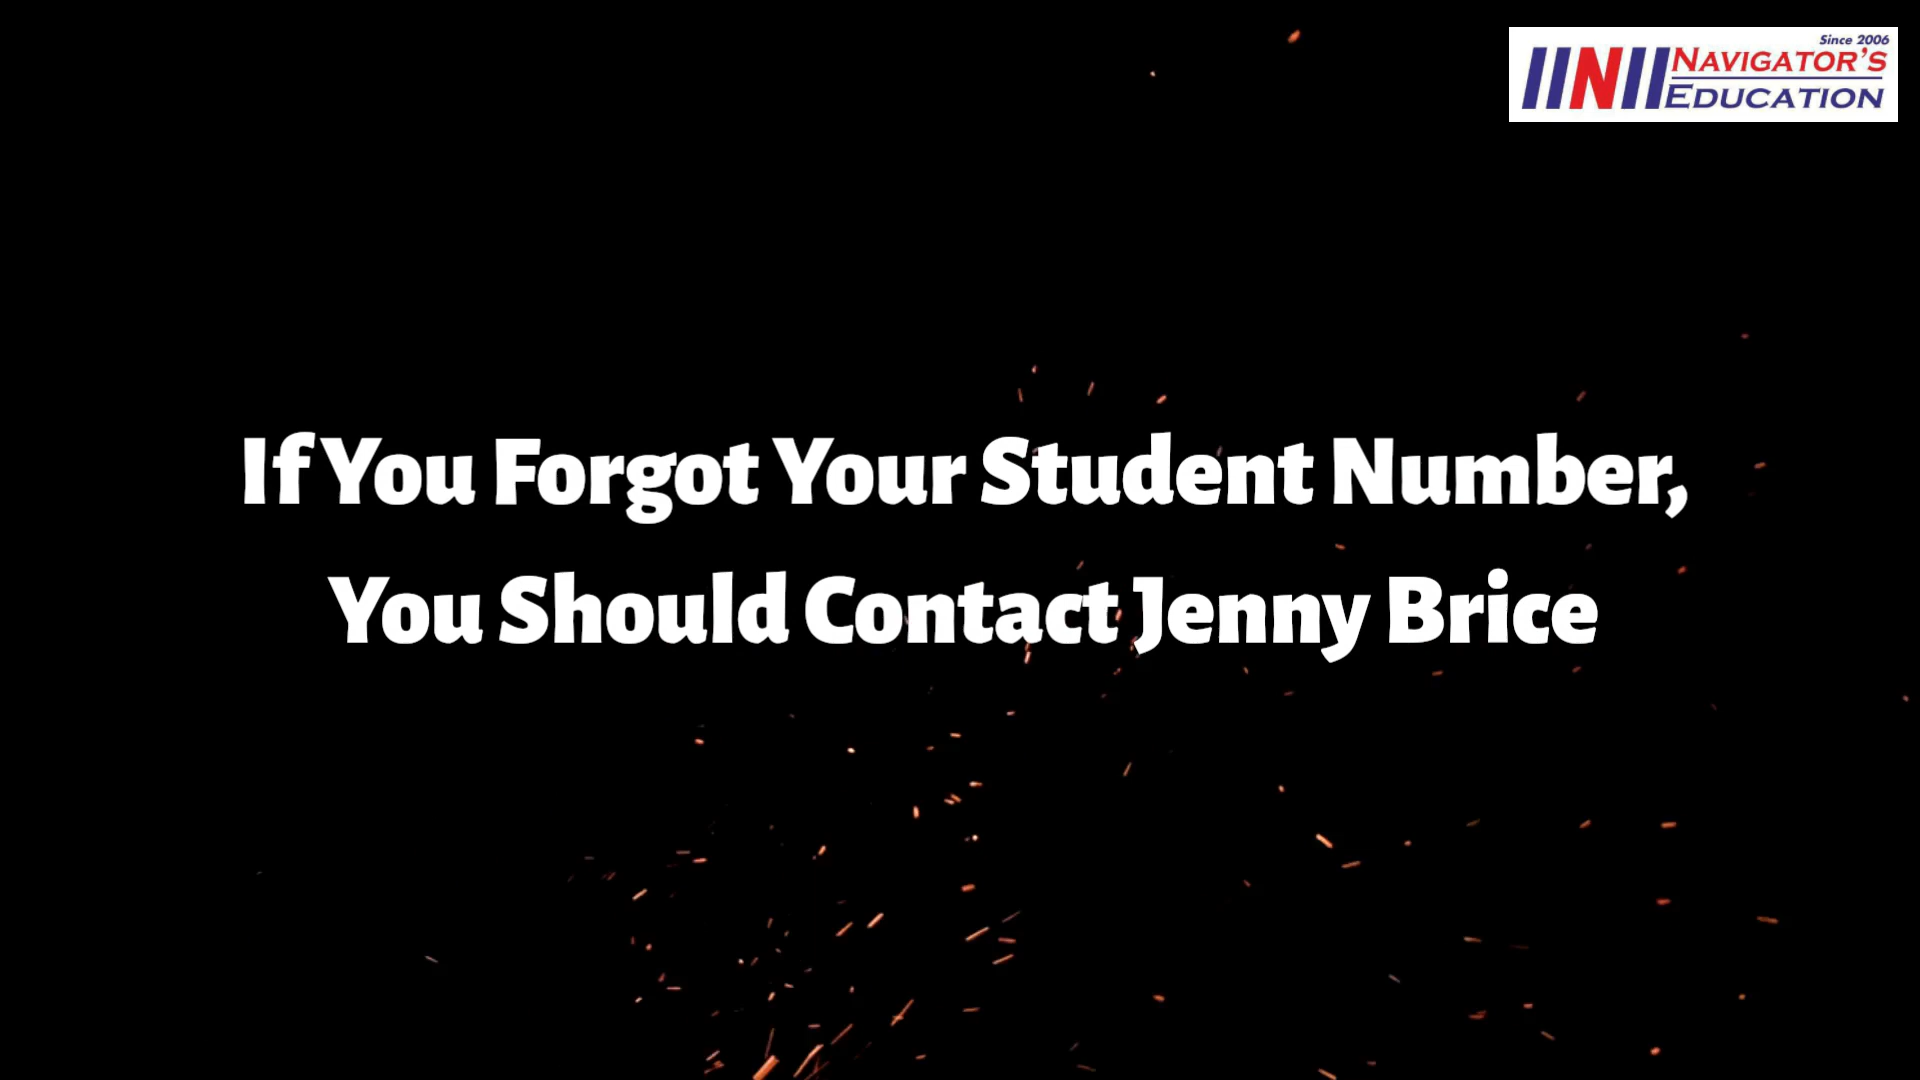 Since 2006
NAVIGATOR'S
EDUCATION
If You Forgot Your Student Number,
You Should Contact Jenny Brice